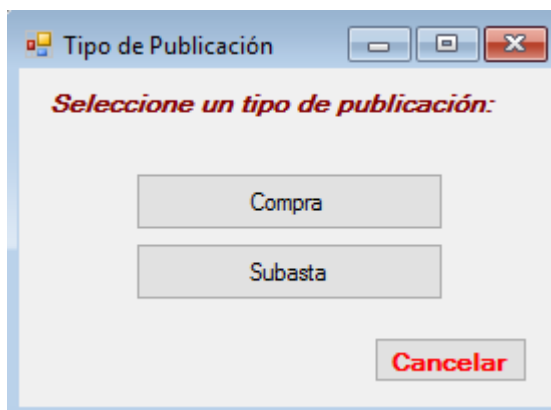 Tipo de Publicación
Seleccione un tipo de publicación:
Compra
Subasta
Cancelar